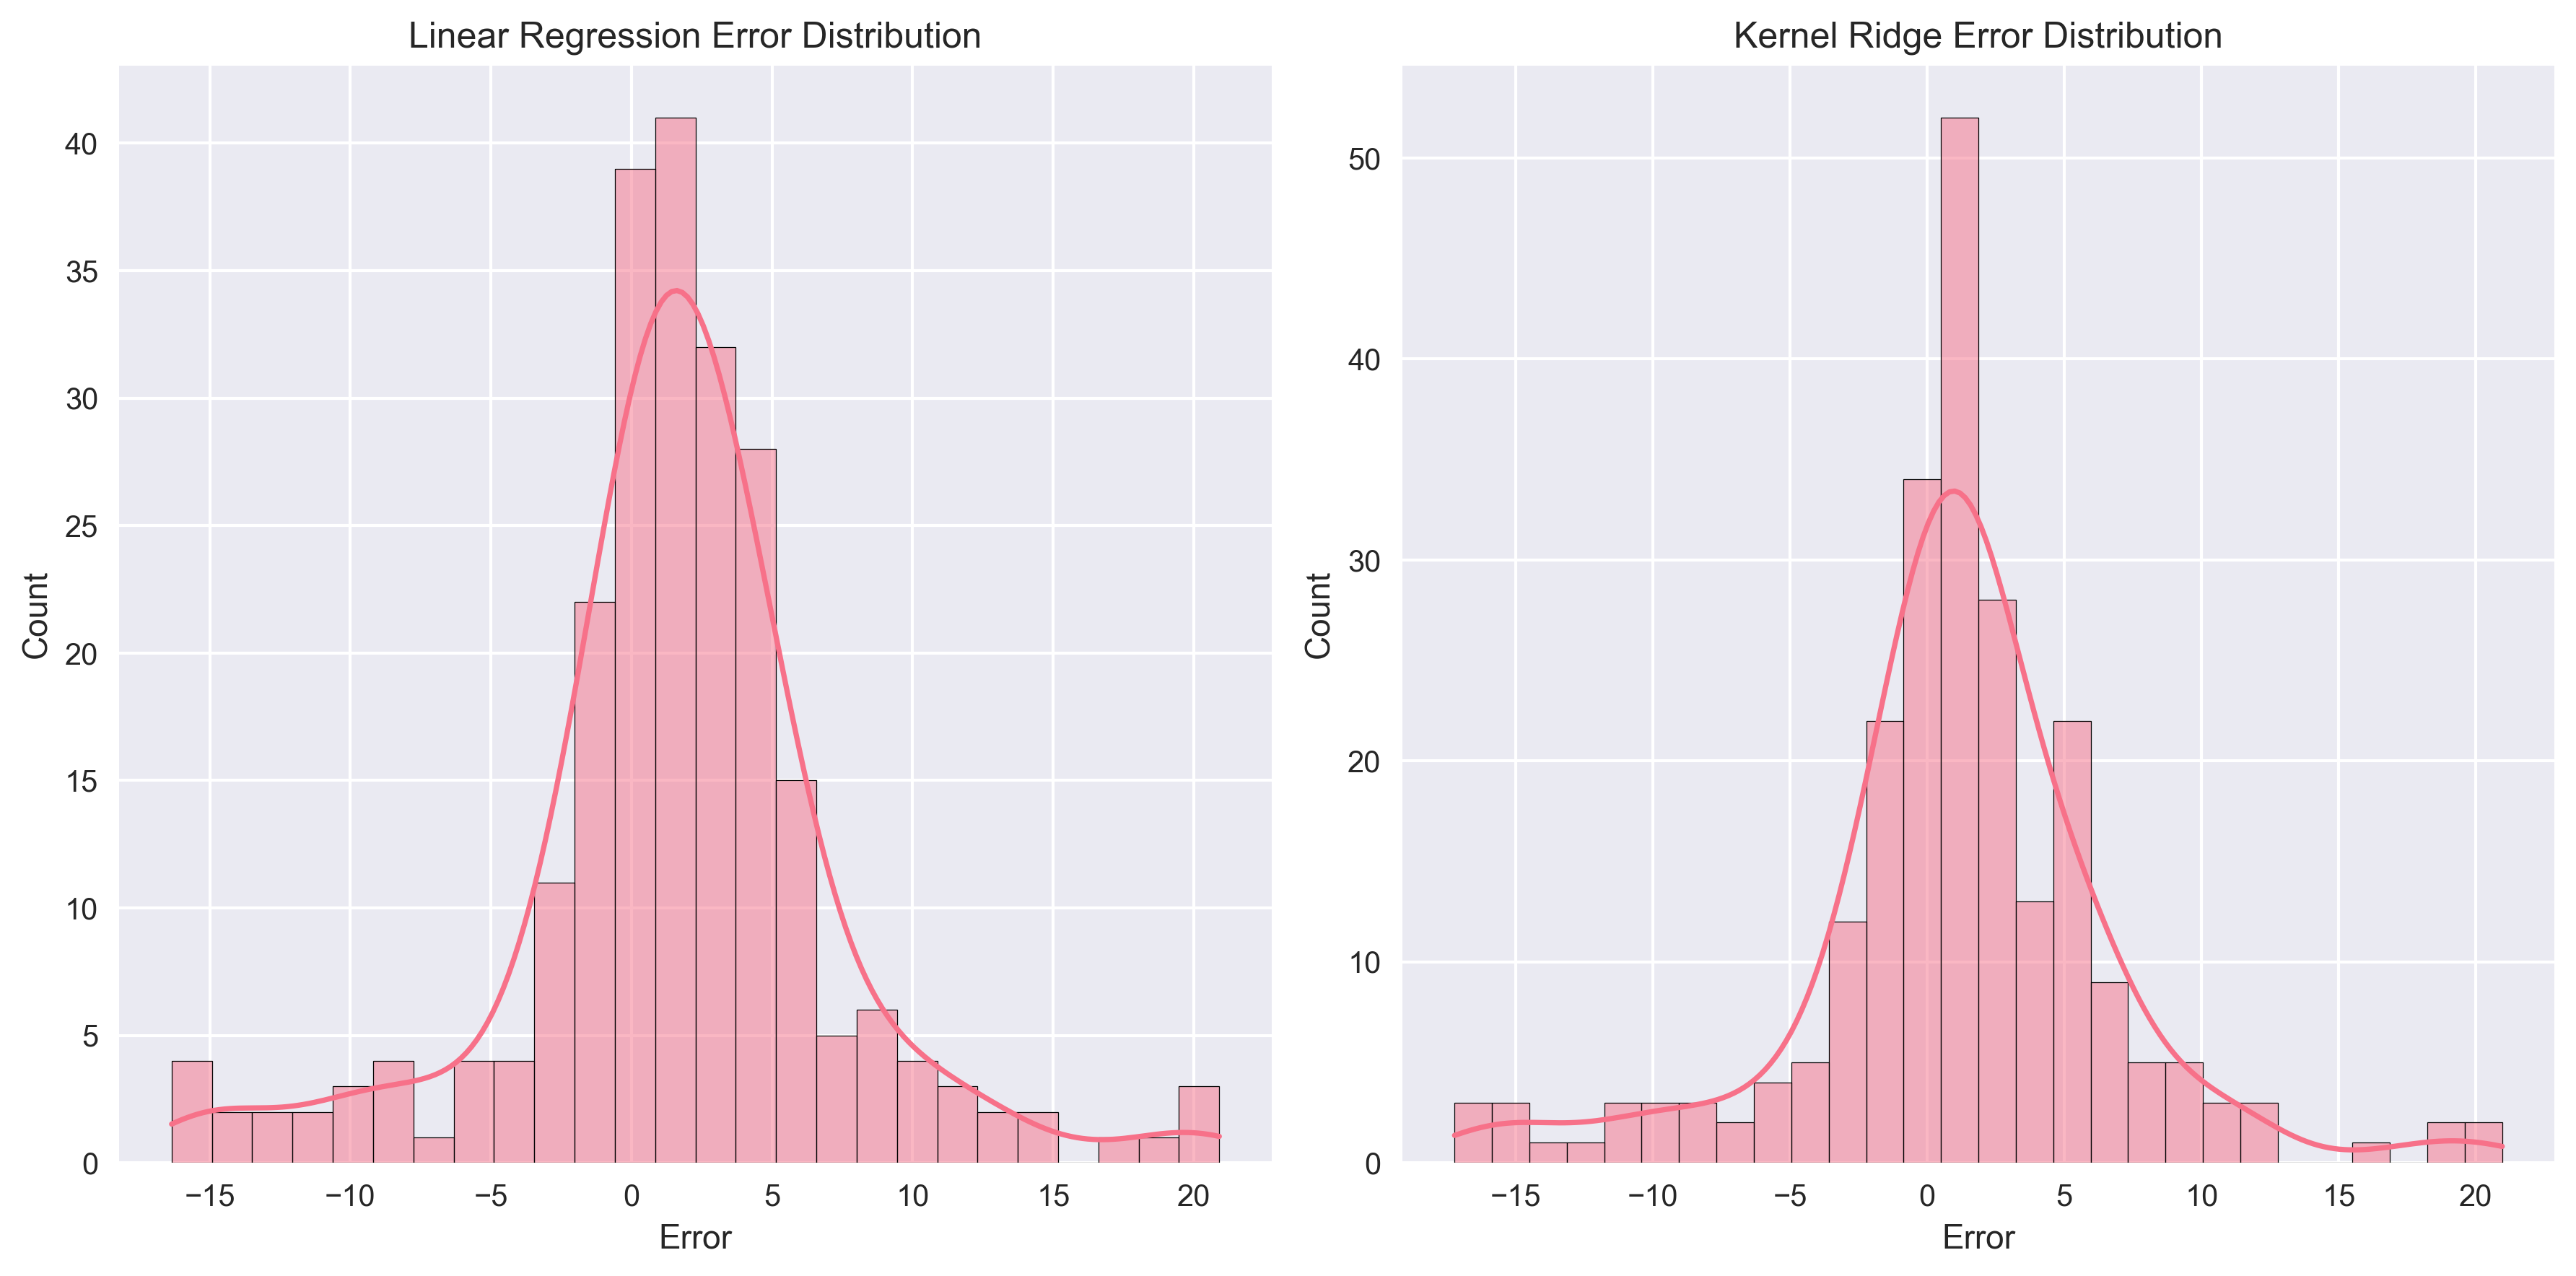 Linear Regression Error Distribution
Count
40
35
30
25
20
15
10
5
0
−15 −10 −5 0 5 10 15 20
Error
Kernel Ridge Error Distribution
Count
50
40
30
20
10
0
−15 −10 −5 0 5 10 15 20
Error